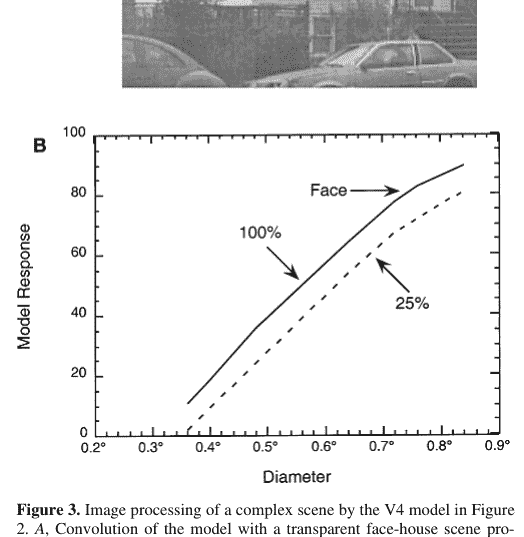 B
100
80
60
40
20
0
Model Response
Face
100%
25%
0.2° 0.3° 0.4° 0.5° 0.6° 0.7° 0.8° 0.9°
Diameter
Figure 3. Image processing of a complex scene by the V4 model in Figure
2. A, Convolution of the model with a transparent face-house scene pro-